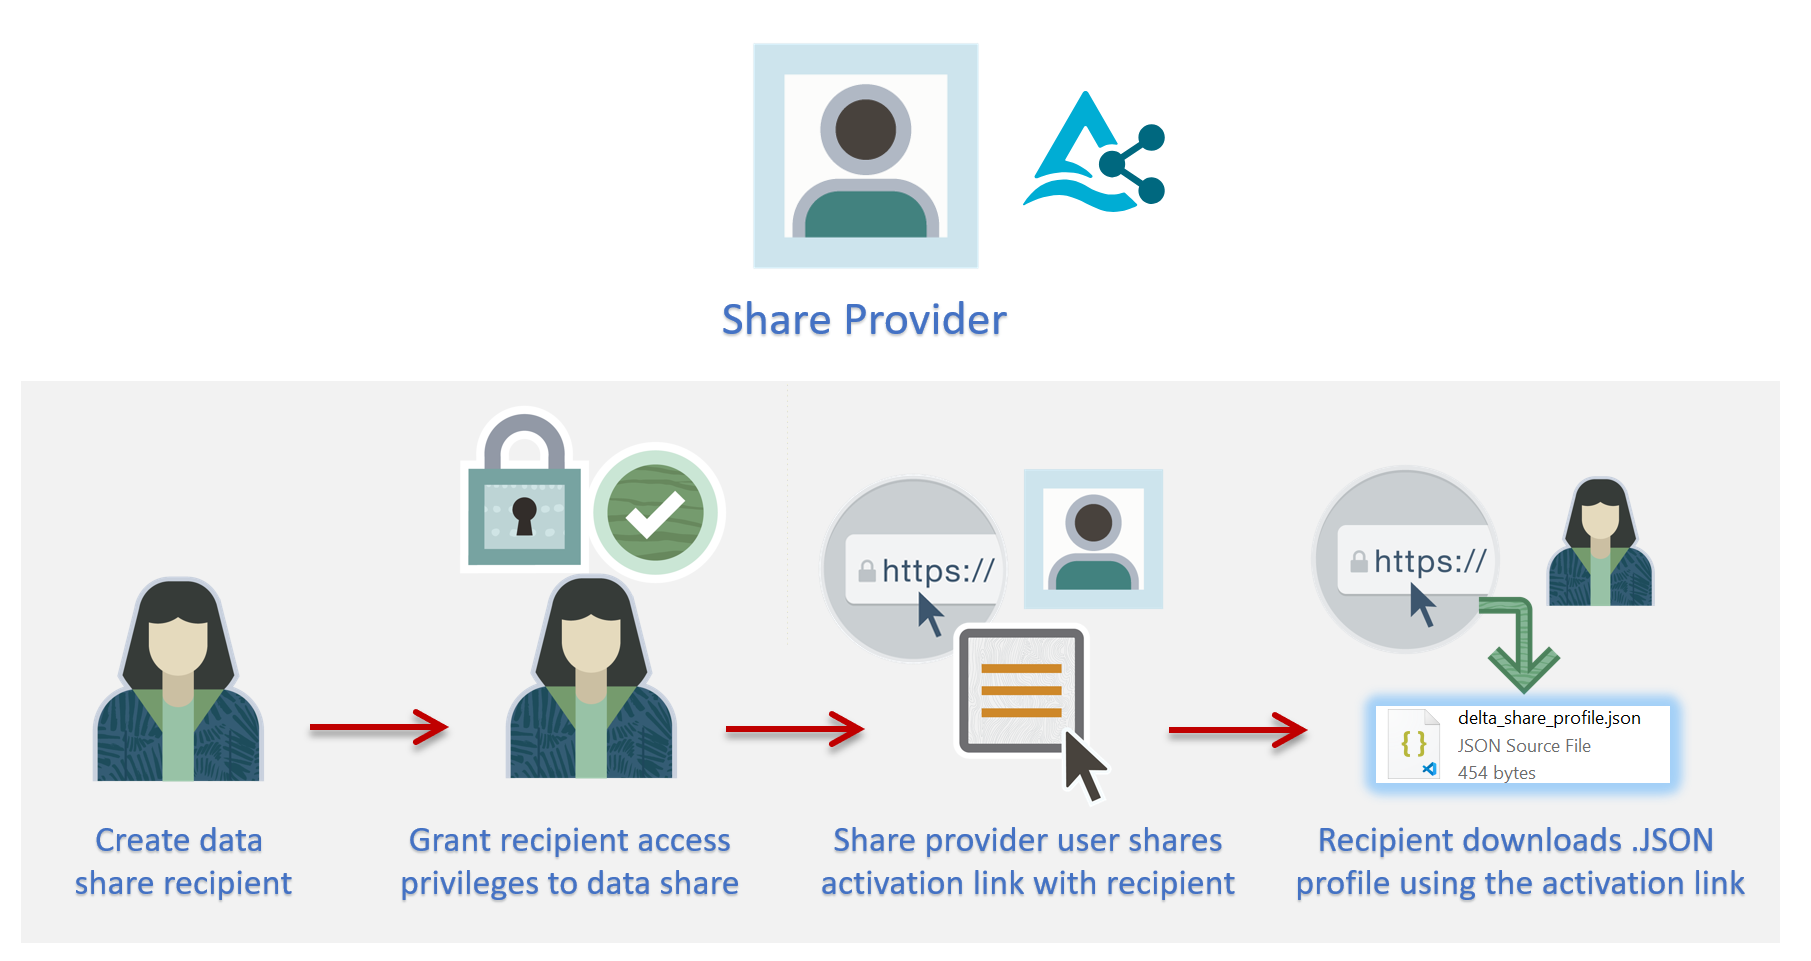 Share Provider
https://
https://
delta_share_profile.json
JSON Source File
454 bytes
Create data
share recipient
Grant recipient access
privileges to data share
Share provider user shares
activation link with recipient
Recipient downloads .JSON
profile using the activation link